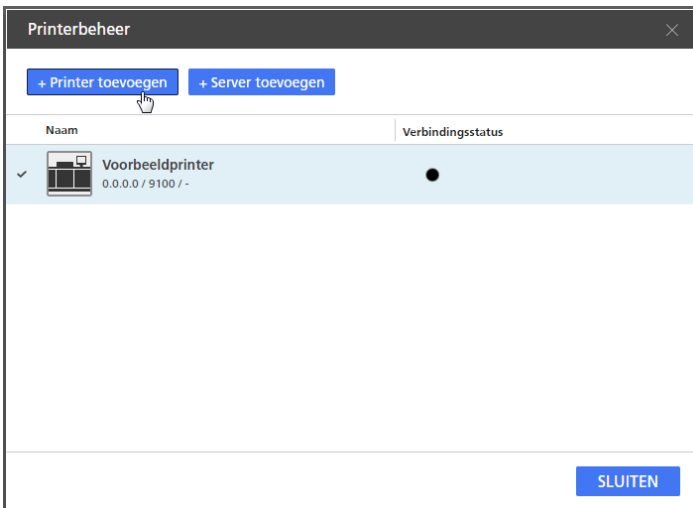 Printerbeheer
+ Printer toevoegen + Server toevoegen
Naam Verbindingsstatus
Voorbeeldprinter
0.0.0.0 / 9100 / -
SLUITEN